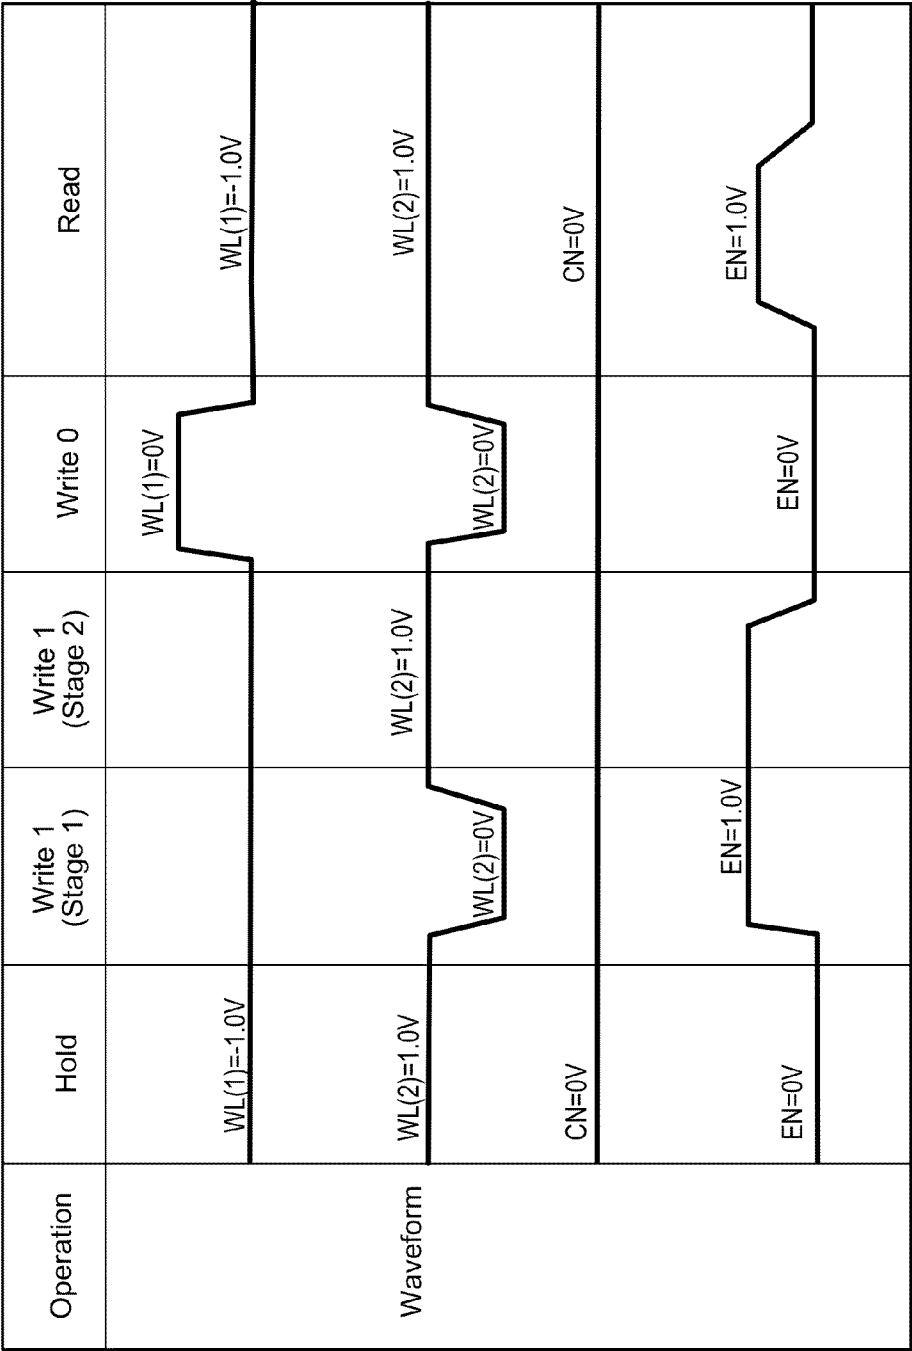 Operation
Hold
Write 1
(Stage 1)
Write 1
(Stage 2)
Write 0
Read
Waveform
WL(1)=-1.0V
WL(1)=0V
WL(1)=-1.0V
WL(2)=1.0V
WL(2)=0V
WL(2)=1.0V
WL(2)=0V
WL(2)=1.0V
CN=0V
CN=0V
EN=0V
EN=1.0V
EN=0V
EN=1.0V